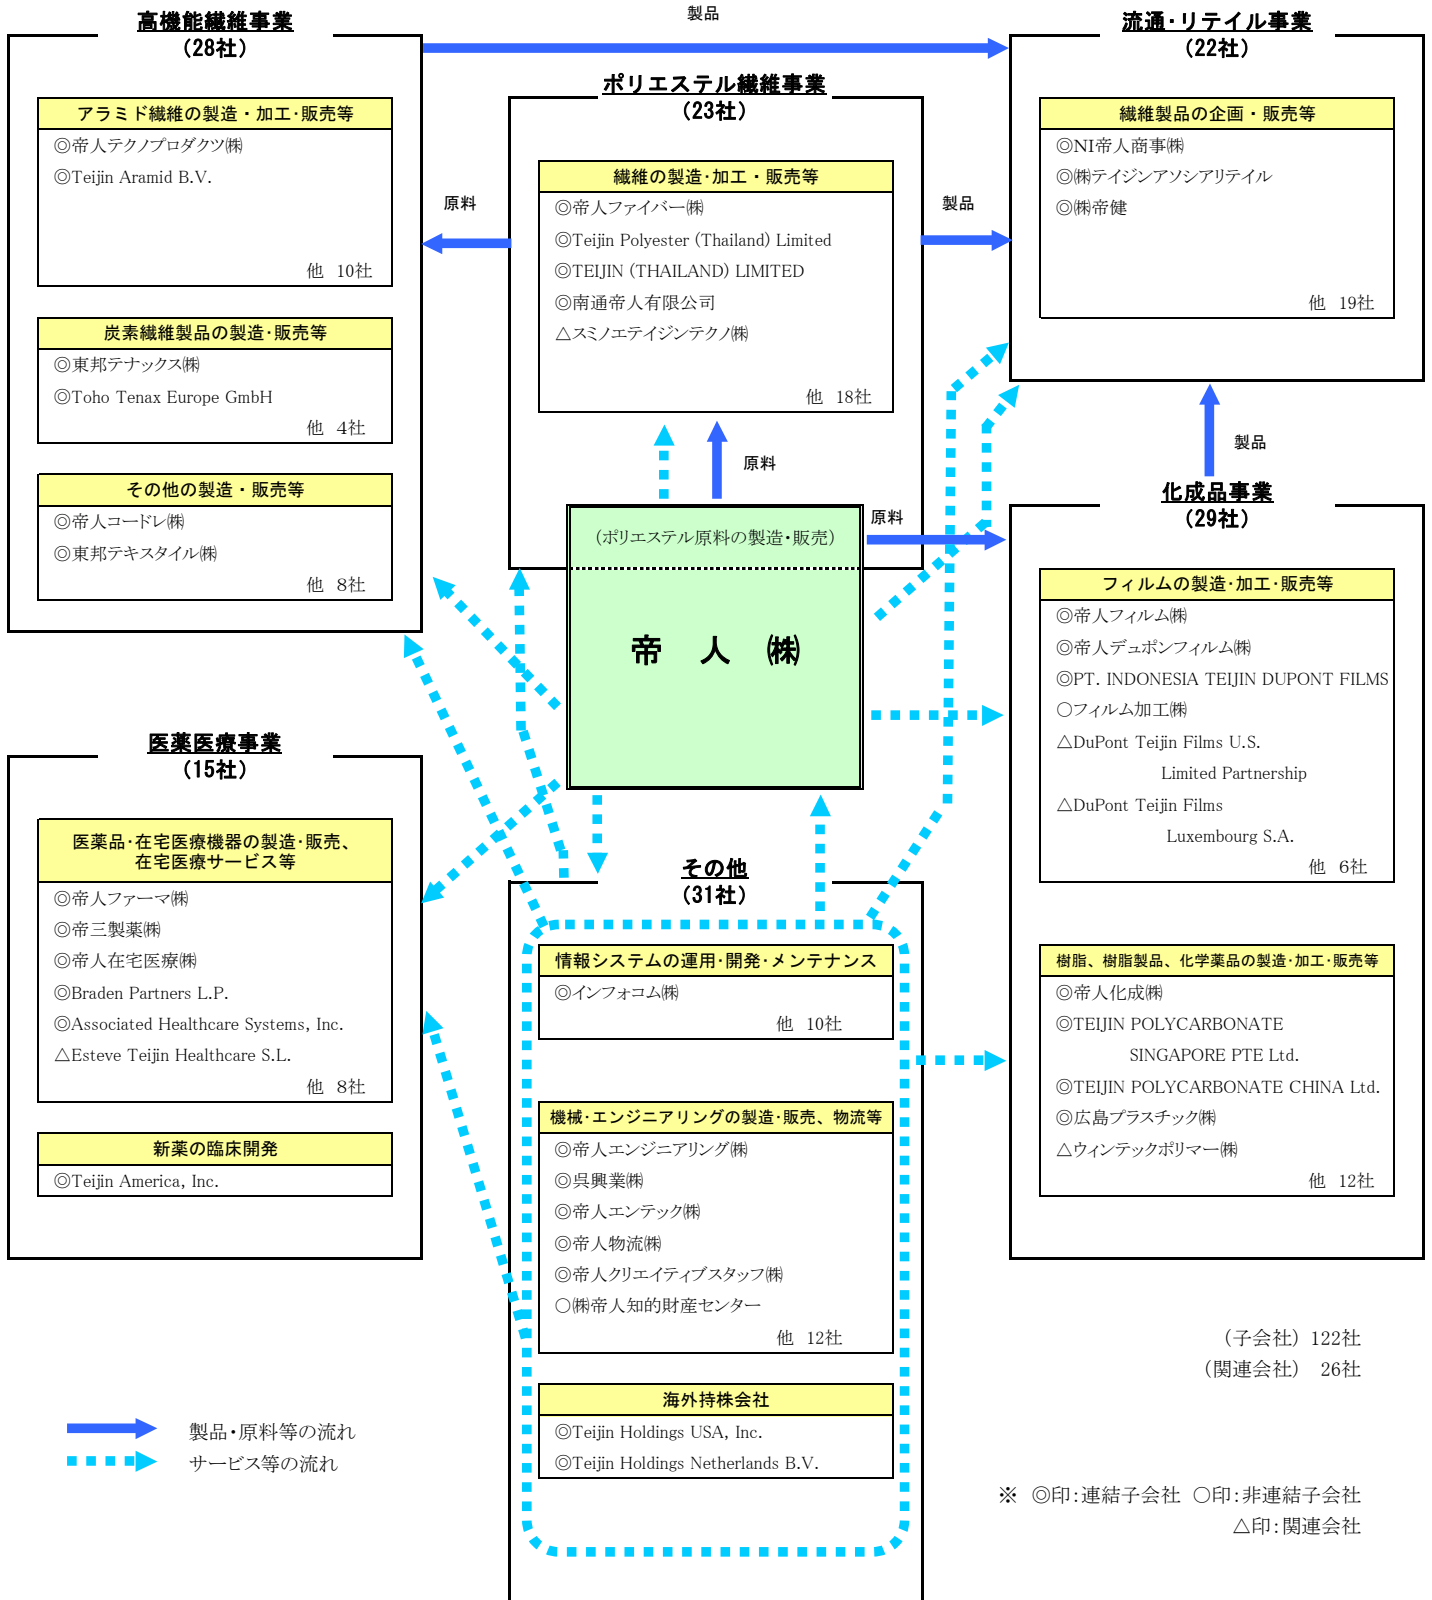 製品
高機能繊維事業
（28社）
アラミド繊維の製造・加工・販売等
◎帝人テクノプロダクツ㈱
◎Teijin Aramid B.V.
他 10社
炭素繊維製品の製造・販売等
◎東邦テナックス㈱
◎Toho Tenax Europe GmbH
他 4社
その他の製造・販売等
◎帝人コードレ㈱
◎東邦テキスタイル㈱
他 8社
原料
ポリエステル繊維事業
（23社）
繊維の製造・加工・販売等
◎帝人ファイバー㈱
◎Teijin Polyester (Thailand) Limited
◎TEIJIN (THAILAND) LIMITED
◎南通帝人有限公司
△スミノエテイジンテクノ㈱
他 18社
製品
流通・リテイル事業
（22社）
繊維製品の企画・販売等
◎NI帝人商事㈱
◎㈱テイジンアソシアリテイル
◎㈱帝健
他 19社
原料
原料
製品
（ポリエステル原料の製造・販売）
帝 人 ㈱
化成品事業
（29社）
フィルムの製造・加工・販売等
◎帝人フィルム㈱
◎帝人デュポンフィルム㈱
◎PT. INDONESIA TEIJIN DUPONT FILMS
○フィルム加工㈱
△DuPont Teijin Films U.S.
Limited Partnership
△DuPont Teijin Films
Luxembourg S.A.
他 6社
樹脂、樹脂製品、化学薬品の製造・加工・販売等
◎帝人化成㈱
◎TEIJIN POLYCARBONATE
SINGAPORE PTE Ltd.
◎TEIJIN POLYCARBONATE CHINA Ltd.
◎広島プラスチック㈱
△ウィンテックポリマー㈱
他 12社
医薬医療事業
（15社）
医薬品・在宅医療機器の製造・販売、
在宅医療サービス等
◎帝人ファーマ㈱
◎帝三製薬㈱
◎帝人在宅医療㈱
◎Braden Partners L.P.
◎Associated Healthcare Systems, Inc.
△Esteve Teijin Healthcare S.L.
他 8社
新薬の臨床開発
◎Teijin America, Inc.
その他
（31社）
情報システムの運用・開発・メンテナンス
◎インフォコム㈱
他 10社
機械・エンジニアリングの製造・販売、物流等
◎帝人エンジニアリング㈱
◎呉興業㈱
◎帝人エンテック㈱
◎帝人物流㈱
◎帝人クリエイティブスタッフ㈱
○㈱帝人知的財産センター
他 12社
海外持株会社
◎Teijin Holdings USA, Inc.
◎Teijin Holdings Netherlands B.V.
（子会社）122社
（関連会社） 26社
製品・原料等の流れ
サービス等の流れ
※ ◎印：連結子会社 ○印：非連結子会社
△印：関連会社